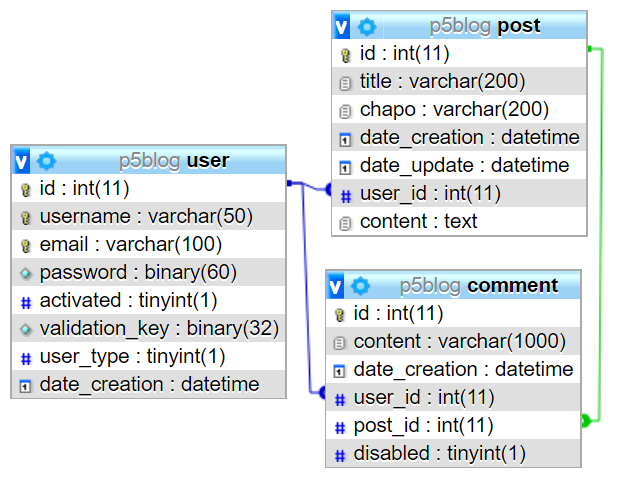 v p5blog post
id : int(11)
title : varchar(200)
chapo : varchar(200)
date_creation : datetime
date_update : datetime
# user_id : int(11)
content : text
v p5blog user
id : int(11)
username : varchar(50)
email : varchar(100)
password : binary(60)
# activated : tinyint(1)
validation_key : binary(32)
# user_type : tinyint(1)
date_creation : datetime
v p5blog comment
id : int(11)
content : varchar(1000)
date_creation : datetime
# user_id : int(11)
# post_id : int(11)
# disabled : tinyint(1)